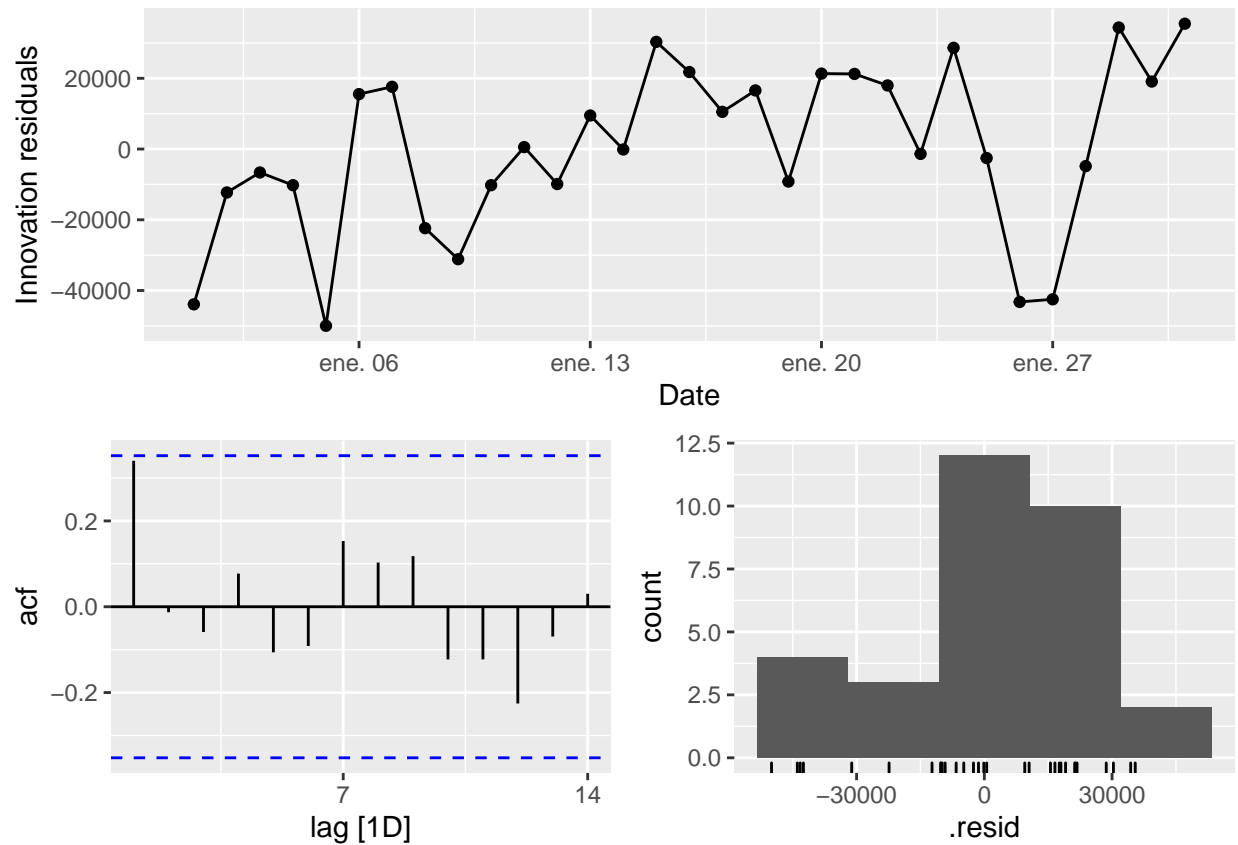 Innovation residuals
20000
0
−20000
−40000
ene. 06
ene. 13
ene. 20
ene. 27
Date
acf
0.2
0.0
−0.2
7
14
lag [1D]
count
12.5
10.0
7.5
5.0
2.5
0.0
−30000
0
30000
.resid